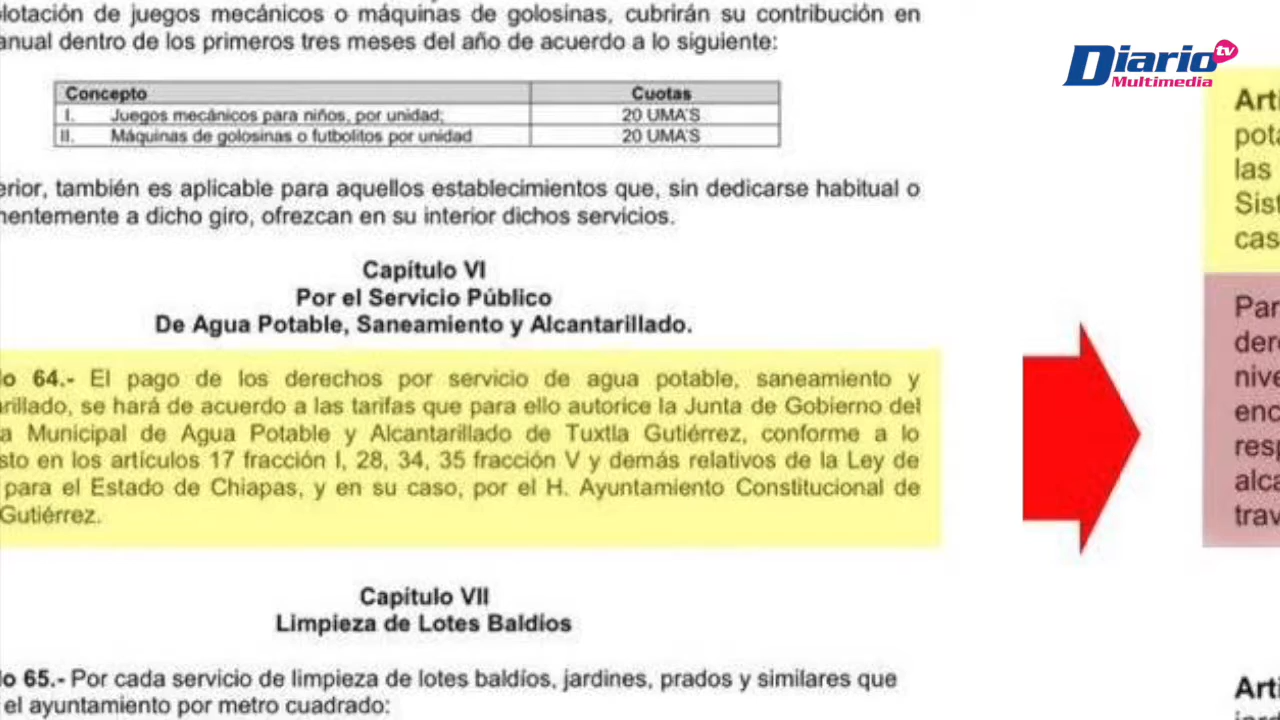 lotación de juegos mecánicos o máquinas de golosinas, cubrirán su contribución en
anual dentro de los primeros tres meses del año de acuerdo a lo siguiente:
Concepto Cuotas
I. Juegos mecánicos para niños, por unidad; 20 UMA'S
II. Máquinas de golosinas o futbolitos por unidad 20 UMA'S
erior, también es aplicable para aquellos establecimientos que, sin dedicarse habitual o
nentemente a dicho giro, ofrezcan en su interior dichos servicios.
Capítulo VI
Por el Servicio Público
De Agua Potable, Saneamiento y Alcantarillado.
lo 64.- El pago de los derechos por servicio de agua potable, saneamiento y
arillado, se hará de acuerdo a las tarifas que para ello autorice la Junta de Gobierno del
a Municipal de Agua Potable y Alcantarillado de Tuxtla Gutiérrez, conforme a lo
sto en los artículos 17 fracción I, 28, 34, 35 fracción V y demás relativos de la Ley de
para el Estado de Chiapas, y en su caso, por el H. Ayuntamiento Constitucional de
Gutiérrez.
Capítulo VII
Limpieza de Lotes Baldíos
lo 65.- Por cada servicio de limpieza de lotes baldíos, jardines, prados y similares que
el ayuntamiento por metro cuadrado:
Diario tv
Multimedia
Arti
pota
las
Sist
cas
Par
dere
nive
enc
resp
alca
trav
Arti